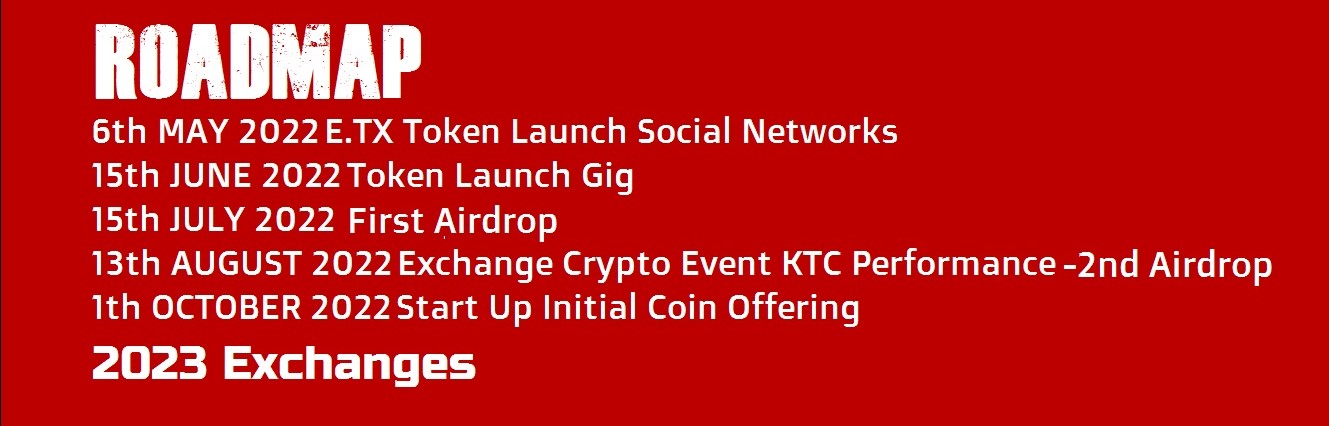 ROADMAP
6th MAY 2022 E.TX Token Launch Social Networks
15th JUNE 2022 Token Launch Gig
15th JULY 2022 First Airdrop
13th AUGUST 2022 Exchange Crypto Event KTC Performance -2nd Airdrop
1th OCTOBER 2022 Start Up Initial Coin Offering
2023 Exchanges